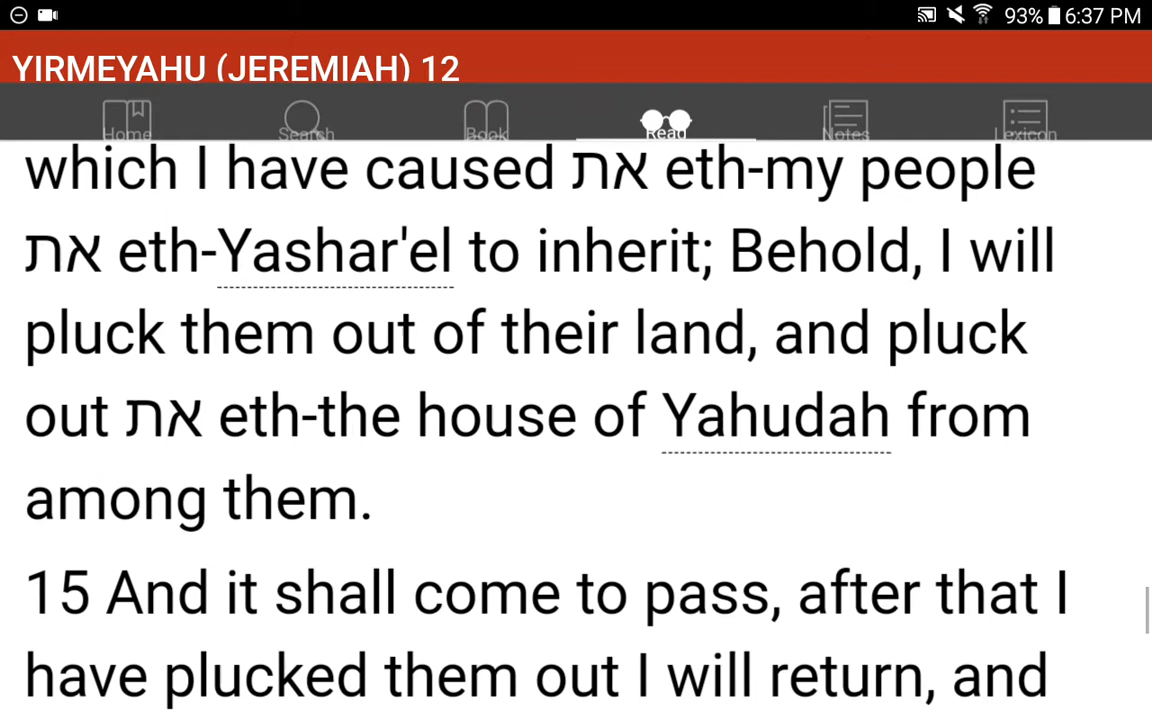 93% 6:37 PM
YIRMEYAHU (JEREMIAH) 12
Home Search Book Read Notes Lexicon
which I have caused את eth-my people
את eth-Yashar'el to inherit; Behold, I will
pluck them out of their land, and pluck
out את eth-the house of Yahudah from
among them.
15 And it shall come to pass, after that I
have plucked them out I will return, and